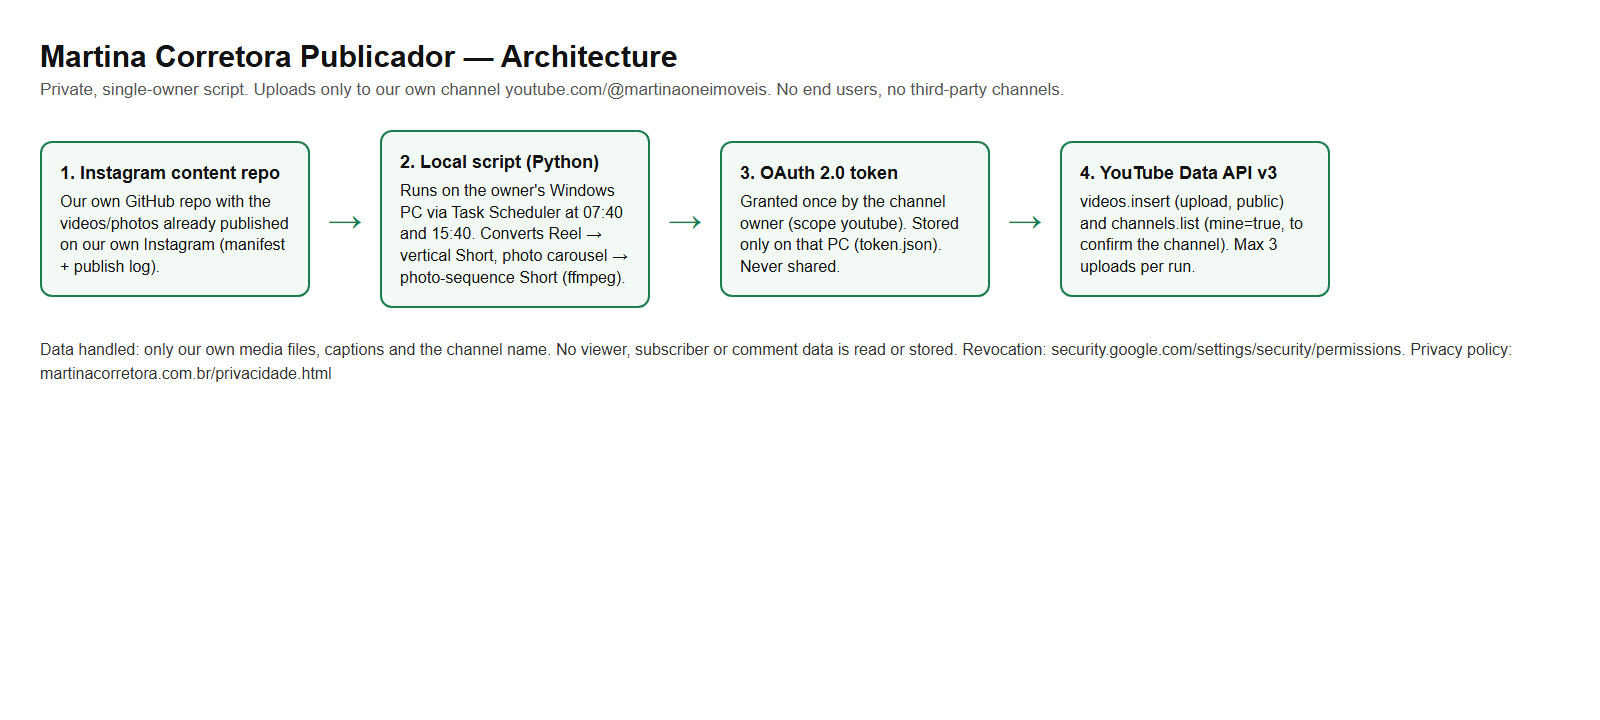 Martina Corretora Publicador — Architecture
Private, single-owner script. Uploads only to our own channel youtube.com/@martinaoneimoveis. No end users, no third-party channels.
1. Instagram content repo
Our own GitHub repo with the
videos/photos already published
on our own Instagram (manifest
+ publish log).
→
2. Local script (Python)
Runs on the owner's Windows
PC via Task Scheduler at 07:40
and 15:40. Converts Reel →
vertical Short, photo carousel →
photo-sequence Short (ffmpeg).
→
3. OAuth 2.0 token
Granted once by the channel
owner (scope youtube). Stored
only on that PC (token.json).
Never shared.
→
4. YouTube Data API v3
videos.insert (upload, public)
and channels.list (mine=true, to
confirm the channel). Max 3
uploads per run.
Data handled: only our own media files, captions and the channel name. No viewer, subscriber or comment data is read or stored. Revocation: security.google.com/settings/security/permissions. Privacy policy:
martinacorretora.com.br/privacidade.html